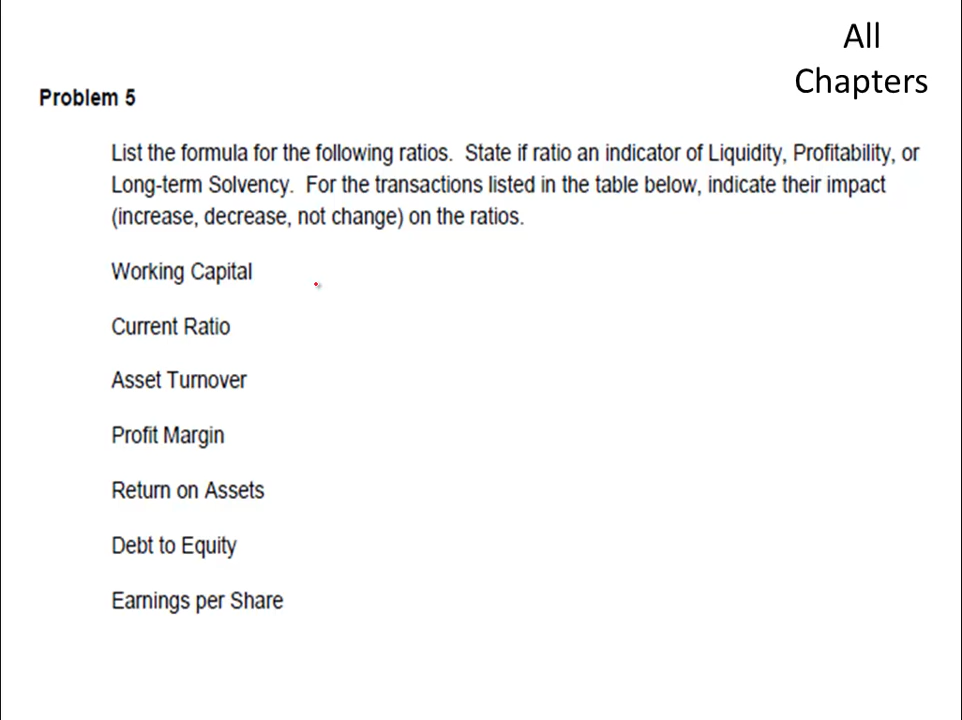 All
Chapters
Problem 5
List the formula for the following ratios. State if ratio an indicator of Liquidity, Profitability, or
Long-term Solvency. For the transactions listed in the table below, indicate their impact
(increase, decrease, not change) on the ratios.
Working Capital
Current Ratio
Asset Turnover
Profit Margin
Return on Assets
Debt to Equity
Earnings per Share